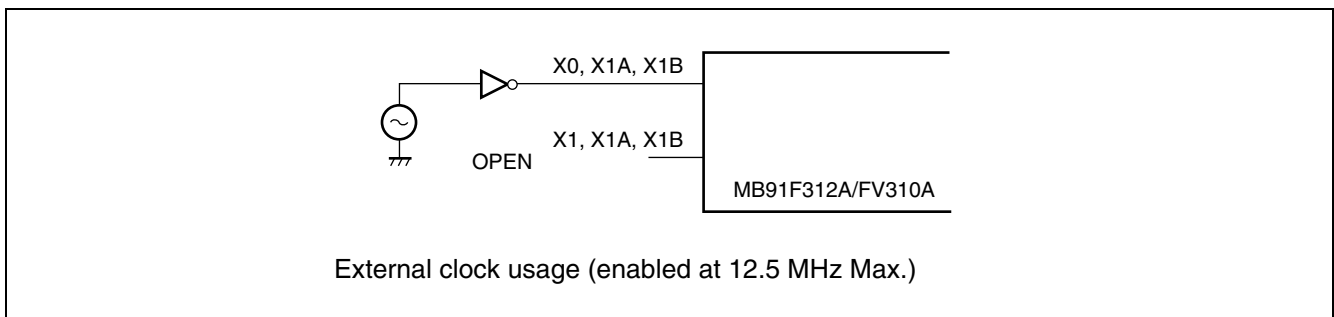 X0, X1A, X1B
X1, X1A, X1B
OPEN
MB91F312A/FV310A
External clock usage (enabled at 12.5 MHz Max.)